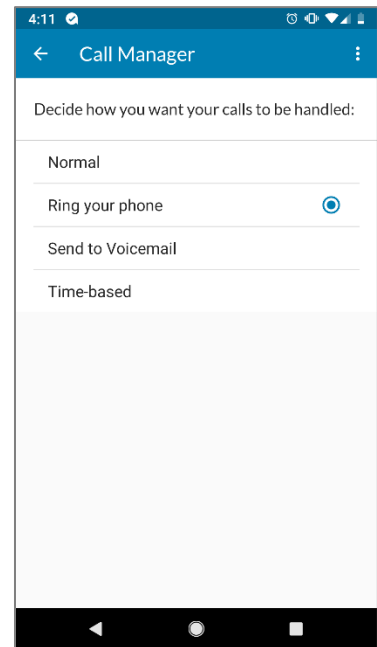 4:11
Call Manager
Decide how you want your calls to be handled:
Normal
Ring your phone
Send to Voicemail
Time-based